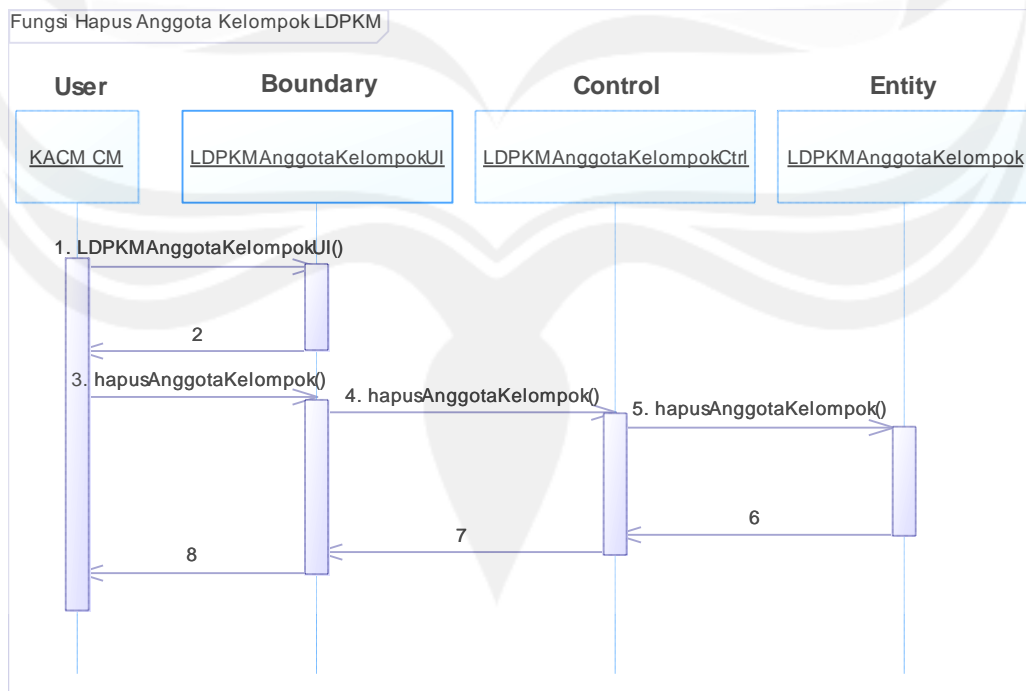 Fungsi Hapus Anggota Kelompok LDPKM
User
Boundary
Control
Entity
KACM CM
LDPKMAnggotaKelompokUI
LDPKMAnggotaKelompokCtrl
LDPKMAnggotaKelompok
1. LDPKMAnggotaKelompokUI()
2
3. hapusAnggotaKelompok()
4. hapusAnggotaKelompok()
5. hapusAnggotaKelompok()
6
7
8